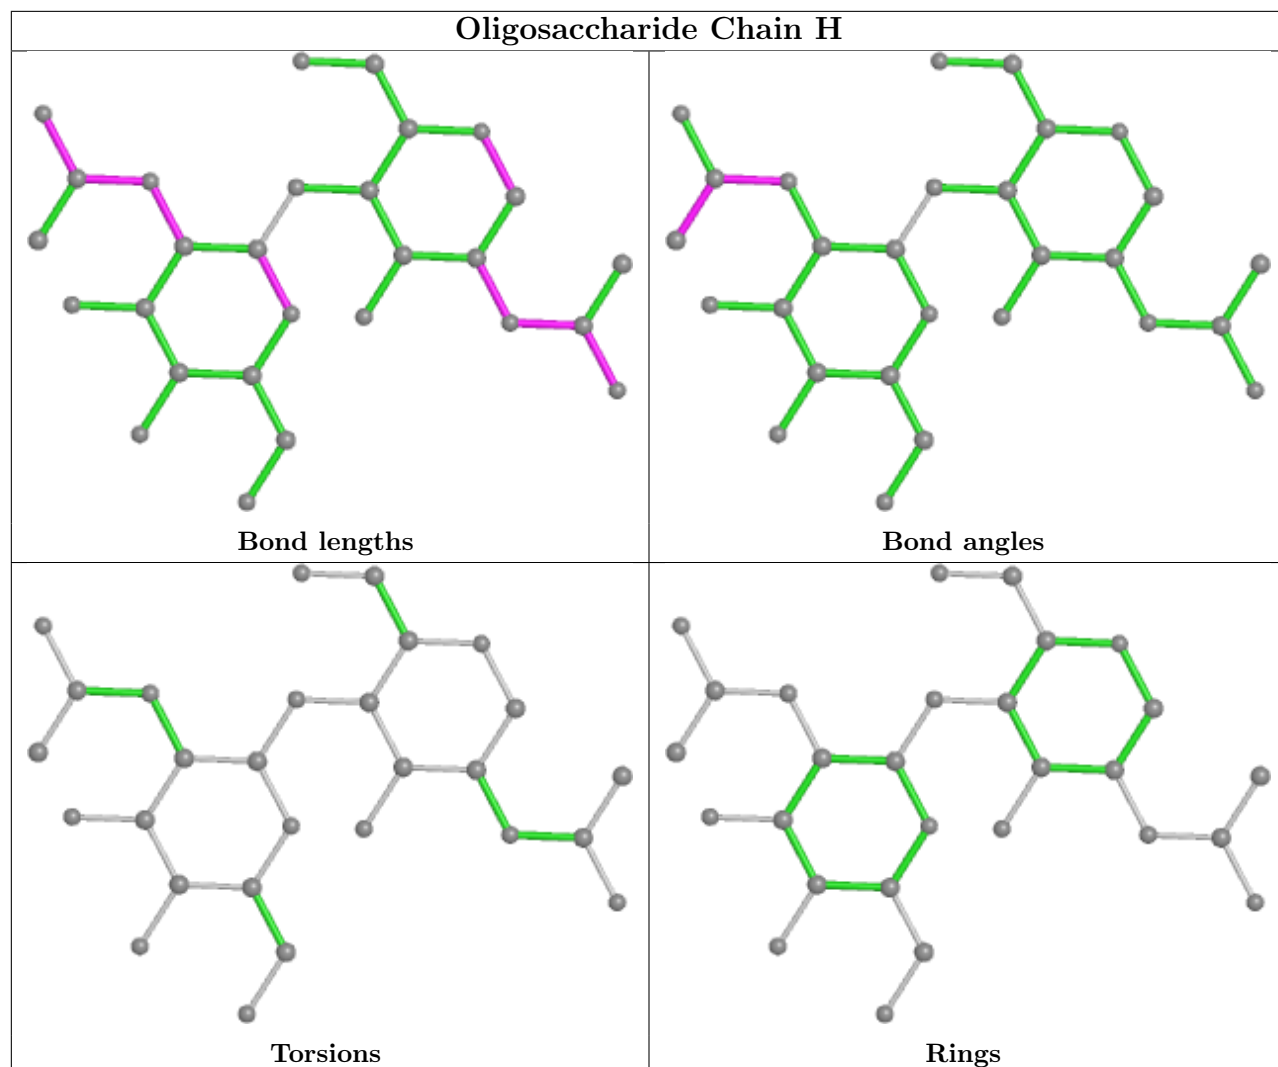 Oligosaccharide Chain H
Bond lengths
Bond angles
Torsions
Rings